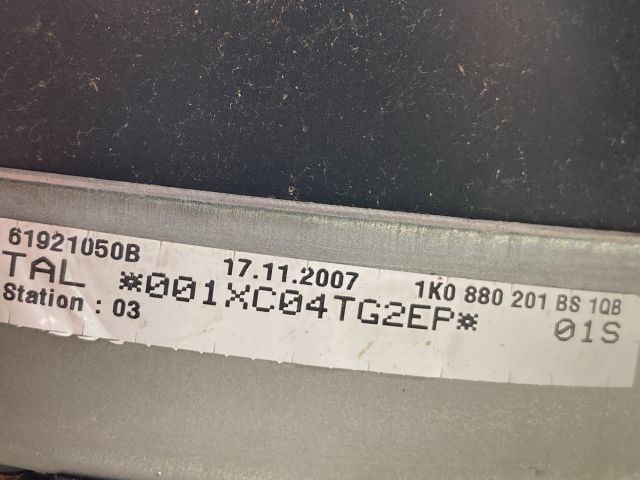 61921050B 17.11.2007 1K0 880 201 BS 1QB
TAL *001XC04TG2EP* 01S
Station : 03